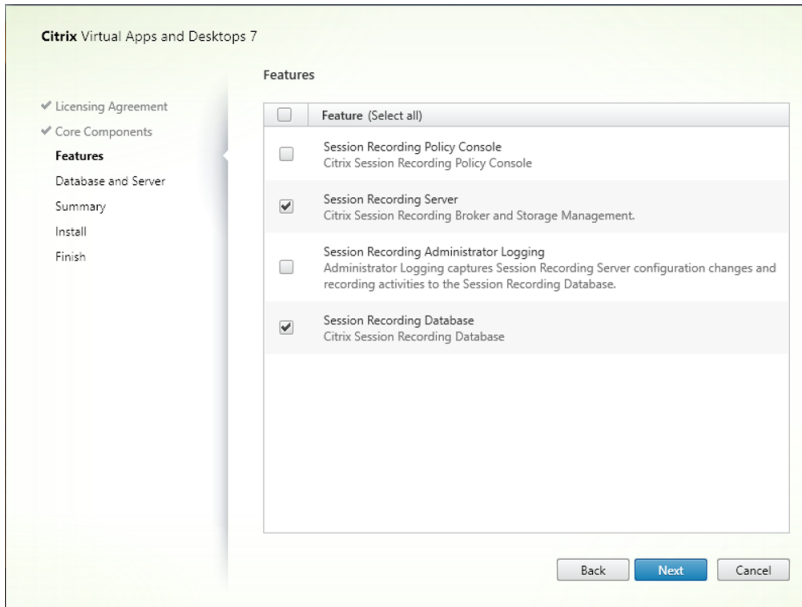 Citrix Virtual Apps and Desktops 7
Features
Licensing Agreement
Core Components
Features
Database and Server
Summary
Install
Finish
Feature (Select all)
Session Recording Policy Console
Citrix Session Recording Policy Console
Session Recording Server
Citrix Session Recording Broker and Storage Management.
Session Recording Administrator Logging
Administrator Logging captures Session Recording Server configuration changes and
recording activities to the Session Recording Database.
Session Recording Database
Citrix Session Recording Database
Back
Next
Cancel